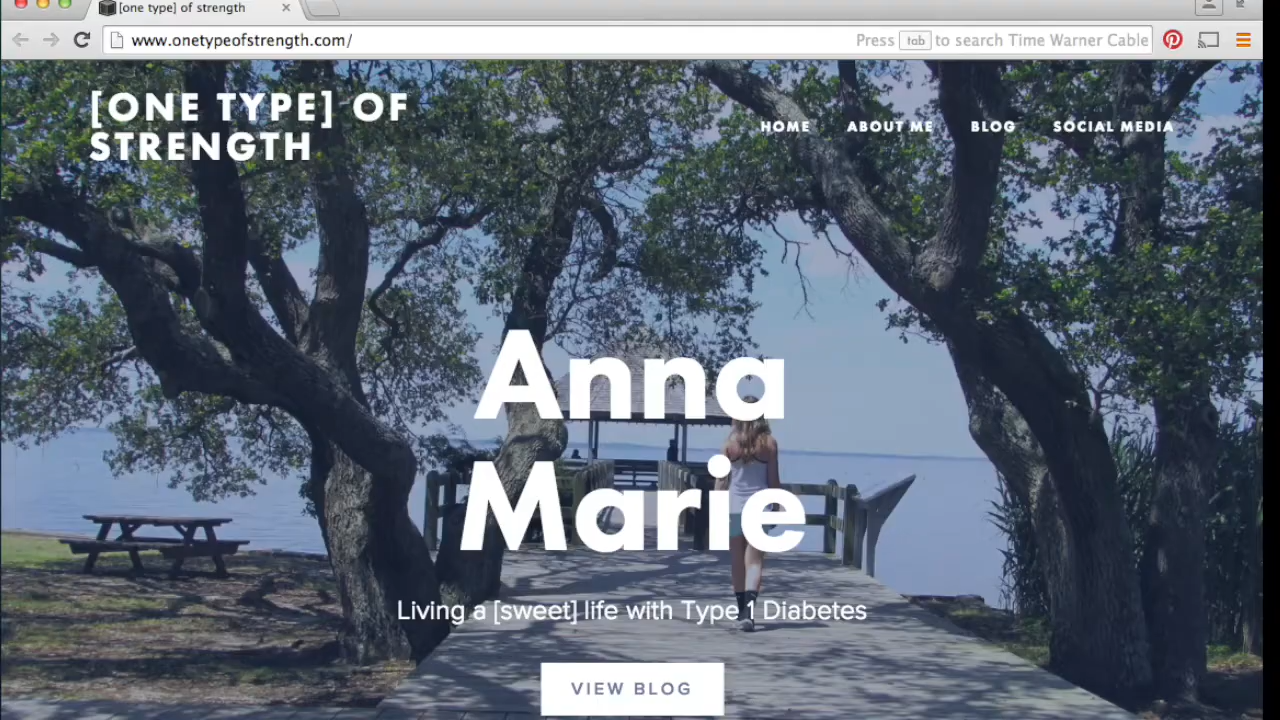 [one type] of strength
www.onetypeofstrength.com/
Press tab to search Time Warner Cable
[ONE TYPE] OF
STRENGTH
HOME ABOUT ME BLOG SOCIAL MEDIA
Anna
Marie
Living a [sweet] life with Type 1 Diabetes
VIEW BLOG